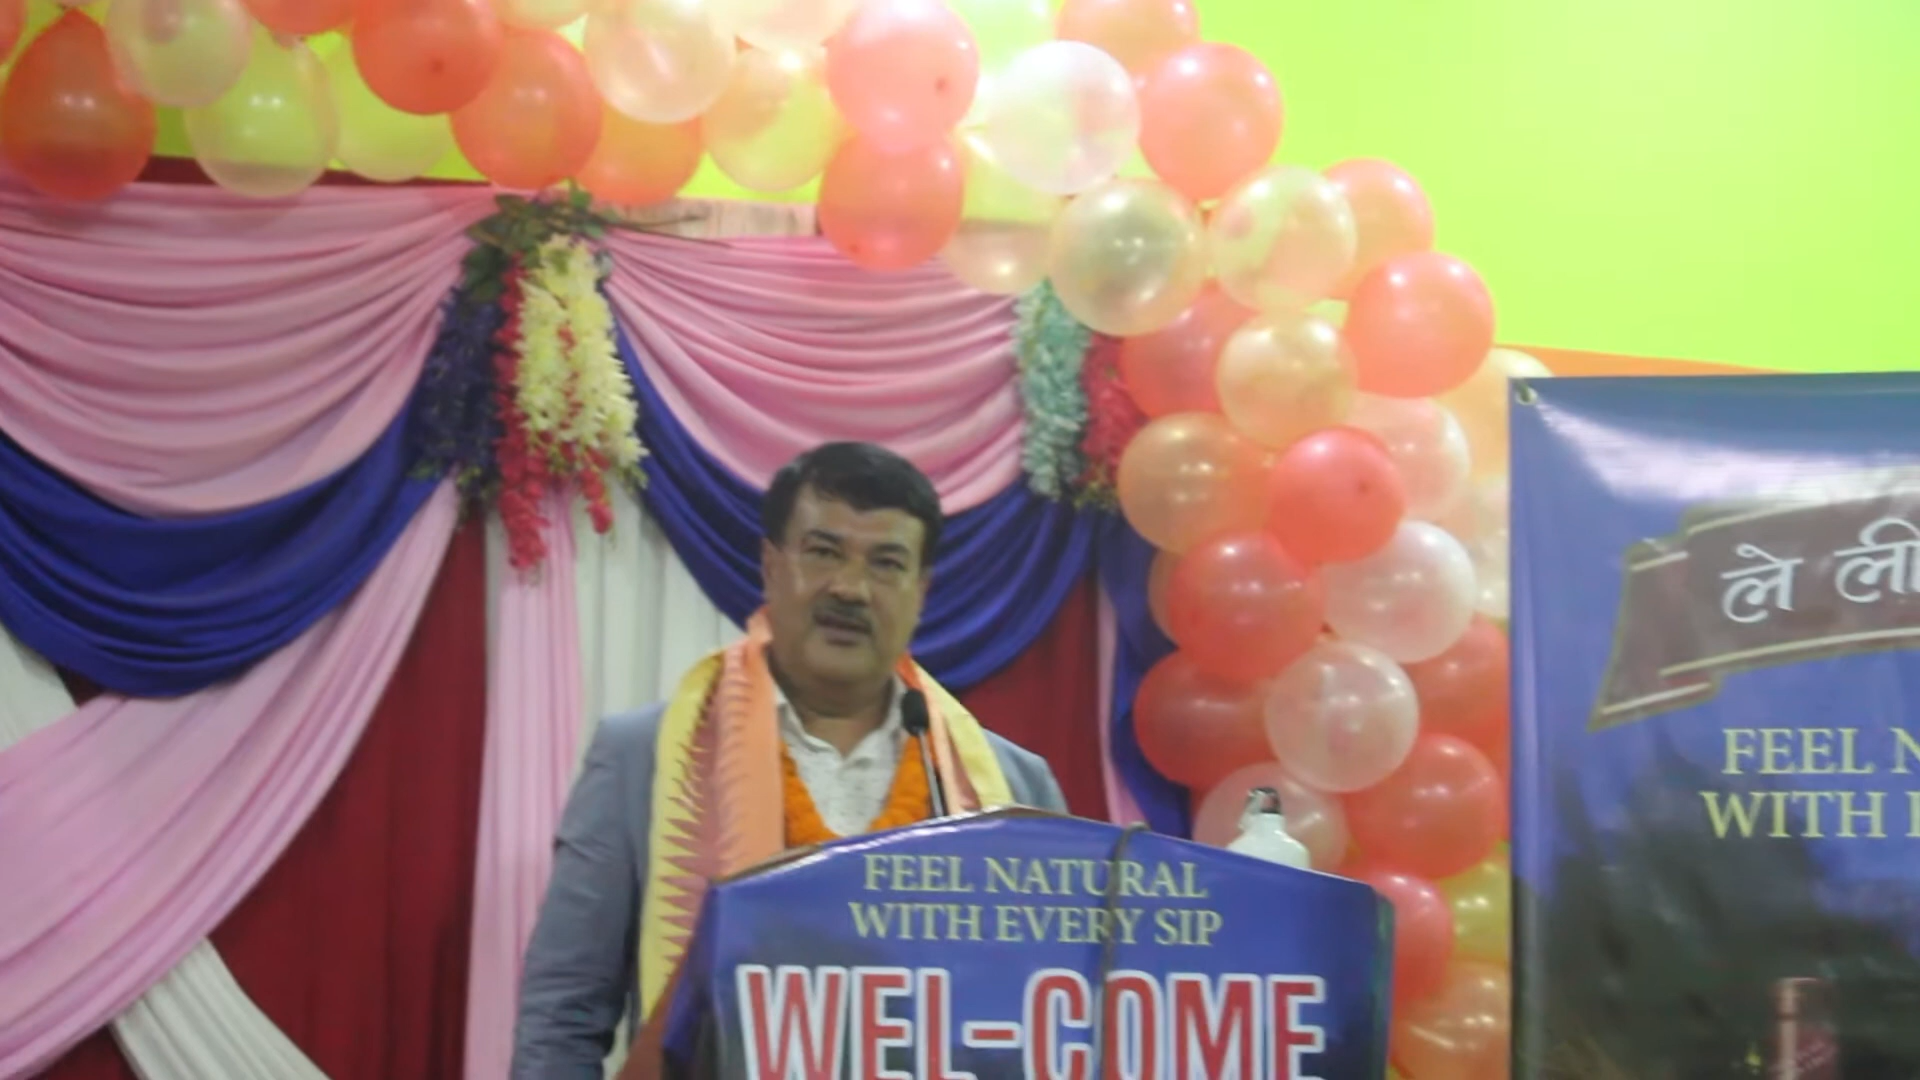 FEEL NATURAL
WITH EVERY SIP
WEL-COME
ले ली
FEEL
WITH